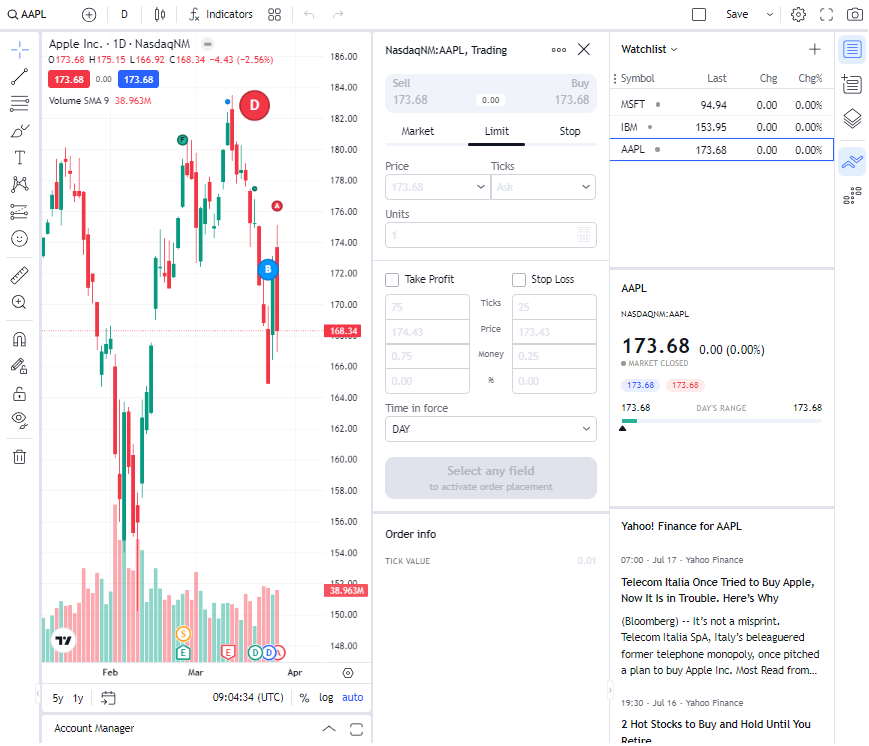 AAPL
D
Indicators
Save
Apple Inc. · 1D · NasdaqNM
O173.68 H175.15 L166.92 C168.34 −4.43 (−2.56%)
173.68 0.00 173.68
Volume SMA 9 38.963M
186.00
184.00
182.00
180.00
178.00
176.00
174.00
172.00
170.00
168.34
166.00
164.00
162.00
160.00
158.00
156.00
154.00
152.00
38.963M
150.00
148.00
D
F
A
B
S
E E D D A
Feb Mar Apr
5y 1y
09:04:34 (UTC) % log auto
Account Manager
NasdaqNM:AAPL, Trading
Sell Buy
173.68 0.00 173.68
Market Limit Stop
Price Ticks
173.68 Ask
Units
1
Take Profit Stop Loss
75 Ticks 25
174.43 Price 173.43
0.75 Money 0.25
0.00 % 0.00
Time in force
DAY
Select any field
to activate order placement
Order info
TICK VALUE 0.01
Watchlist
Symbol Last Chg Chg%
MSFT 94.94 0.00 0.00%
IBM 153.95 0.00 0.00%
AAPL 173.68 0.00 0.00%
AAPL
NASDAQNM:AAPL
173.68 0.00 (0.00%)
MARKET CLOSED
173.68 173.68
173.68 DAY'S RANGE 173.68
Yahoo! Finance for AAPL
07:00 - Jul 17 - Yahoo Finance
Telecom Italia Once Tried to Buy Apple,
Now It Is in Trouble. Here's Why
(Bloomberg) -- It's not a misprint.
Telecom Italia SpA, Italy's beleaguered
former telephone monopoly, once pitched
a plan to buy Apple Inc. Most Read from...
19:30 - Jul 16 - Yahoo Finance
2 Hot Stocks to Buy and Hold Until You
Retire